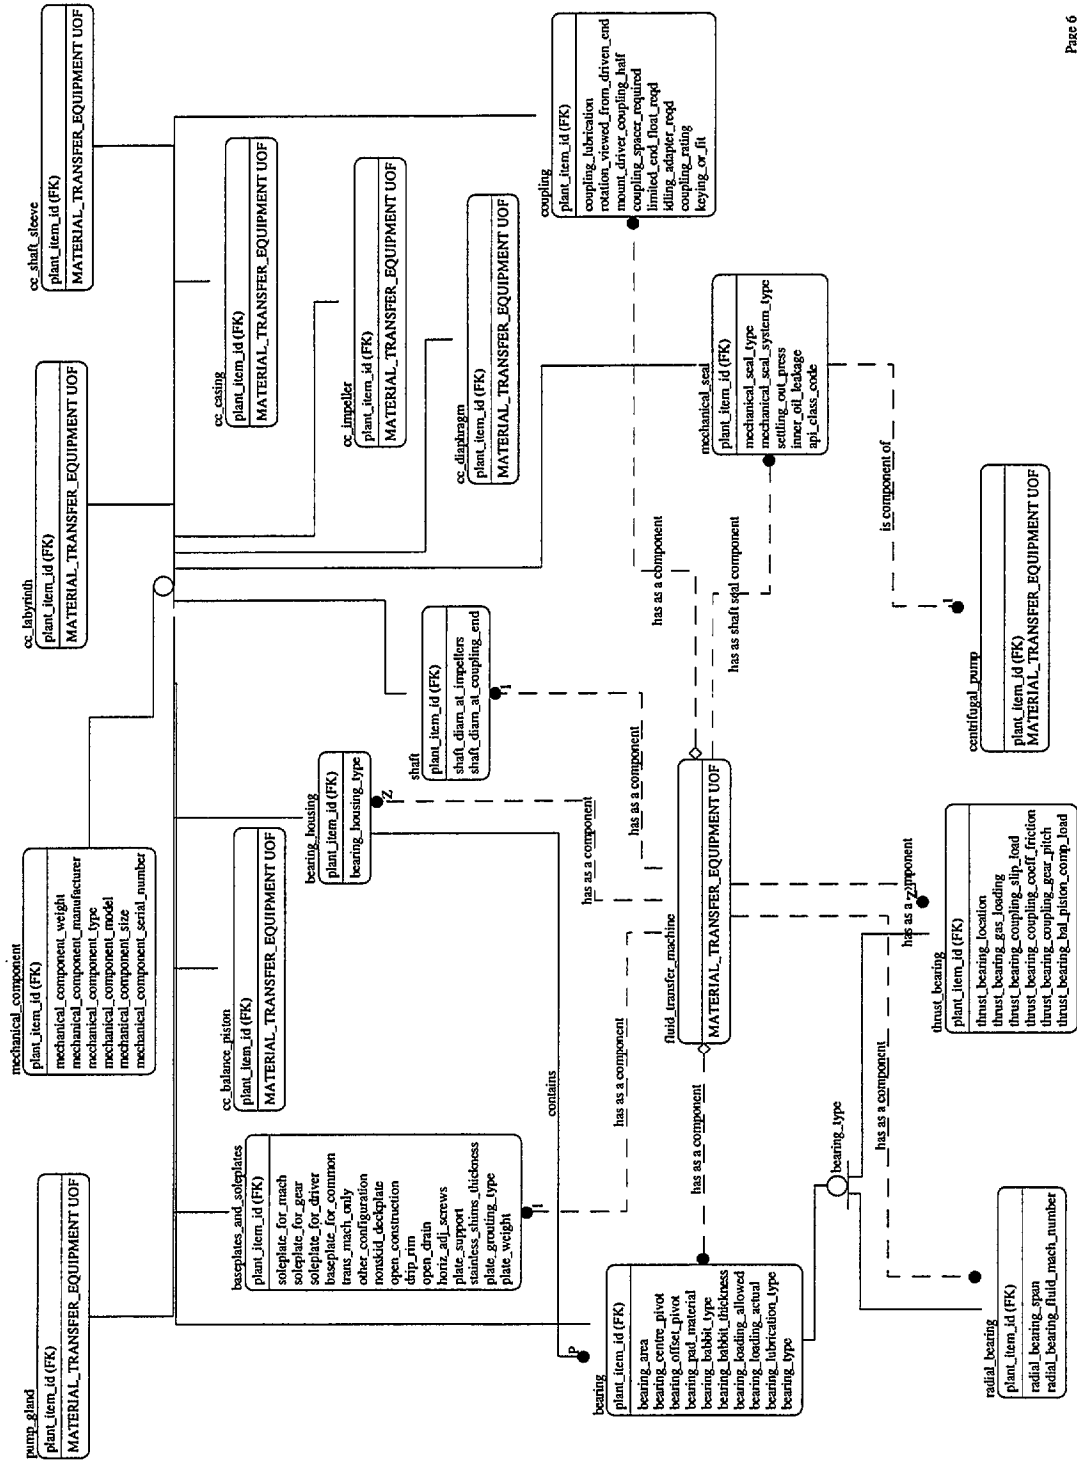 pump_gland
plant_item_id (FK)
MATERIAL_TRANSFER_EQUIPMENT UOF
mechanical_component
plant_item_id (FK)
mechanical_component_weight
mechanical_component_manufacturer
mechanical_component_type
mechanical_component_model
mechanical_component_size
mechanical_component_serial_number
cc_labyrinth
plant_item_id (FK)
MATERIAL_TRANSFER_EQUIPMENT UOF
cc_shaft_sleeve
plant_item_id (FK)
MATERIAL_TRANSFER_EQUIPMENT UOF
cc_casing
plant_item_id (FK)
MATERIAL_TRANSFER_EQUIPMENT UOF
cc_balance_piston
plant_item_id (FK)
MATERIAL_TRANSFER_EQUIPMENT UOF
cc_impeller
plant_item_id (FK)
MATERIAL_TRANSFER_EQUIPMENT UOF
baseplates_and_soleplates
plant_item_id (FK)
soleplate_for_mach
soleplate_for_gear
soleplate_for_driver
baseplate_for_common
trans_mach_only
other_configuration
nonskid_deckplate
open_construction
drip_rim
open_drain
horiz_adj_screws
plate_support
stainless_shims_thickness
plate_grouting_type
plate_weight
1
bearing_housing
plant_item_id (FK)
bearing_housing_type
Z
shaft
plant_item_id (FK)
shaft_diam_at_impellers
shaft_diam_at_coupling_end
1
cc_diaphragm
plant_item_id (FK)
MATERIAL_TRANSFER_EQUIPMENT UOF
coupling
plant_item_id (FK)
coupling_lubrication
rotation_viewed_from_driven_end
mount_driver_coupling_half
coupling_spacer_required
limited_end_float_reqd
idling_adapter_reqd
coupling_rating
keying_or_fit
contains
P
has as a component
has as a component
has as a component
has as a component
bearing
plant_item_id (FK)
bearing_area
bearing_centre_pivot
bearing_offset_pivot
bearing_pad_material
bearing_babbit_type
bearing_babbit_thickness
bearing_loading_allowed
bearing_loading_actual
bearing_lubrication_type
bearing_type
has as a component
fluid_transfer_machine
MATERIAL_TRANSFER_EQUIPMENT UOF
has as shaft seal component
mechanical_seal
plant_item_id (FK)
mechanical_seal_type
mechanical_seal_system_type
settling_out_press
inner_oil_leakage
api_class_code
bearing_type
has as a component
has as a component
Z
is component of
1
radial_bearing
plant_item_id (FK)
radial_bearing_span
radial_bearing_fluid_mach_number
thrust_bearing
plant_item_id (FK)
thrust_bearing_location
thrust_bearing_gas_loading
thrust_bearing_coupling_slip_load
thrust_bearing_coupling_coeff_friction
thrust_bearing_coupling_gear_pitch
thrust_bearing_bal_piston_comp_load
centrifugal_pump
plant_item_id (FK)
MATERIAL_TRANSFER_EQUIPMENT UOF
Page 6